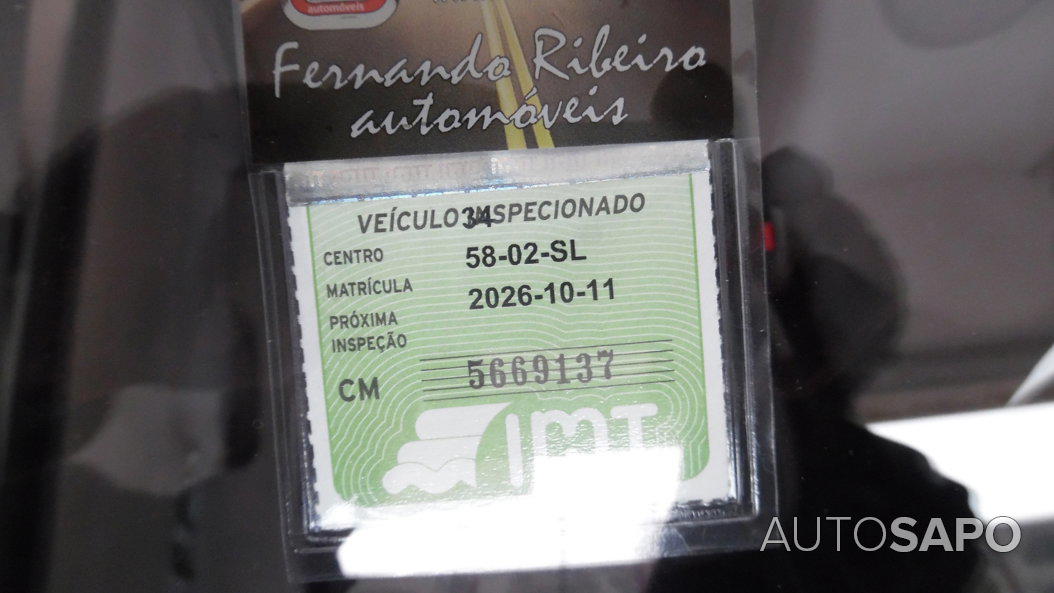 automóveis
Fernando Ribeiro
automóveis
VEÍCULO INSPECIONADO
34
CENTRO
58-02-SL
MATRÍCULA
2026-10-11
PRÓXIMA
INSPEÇÃO
CM
5669137
IMT
AUTOSAPO